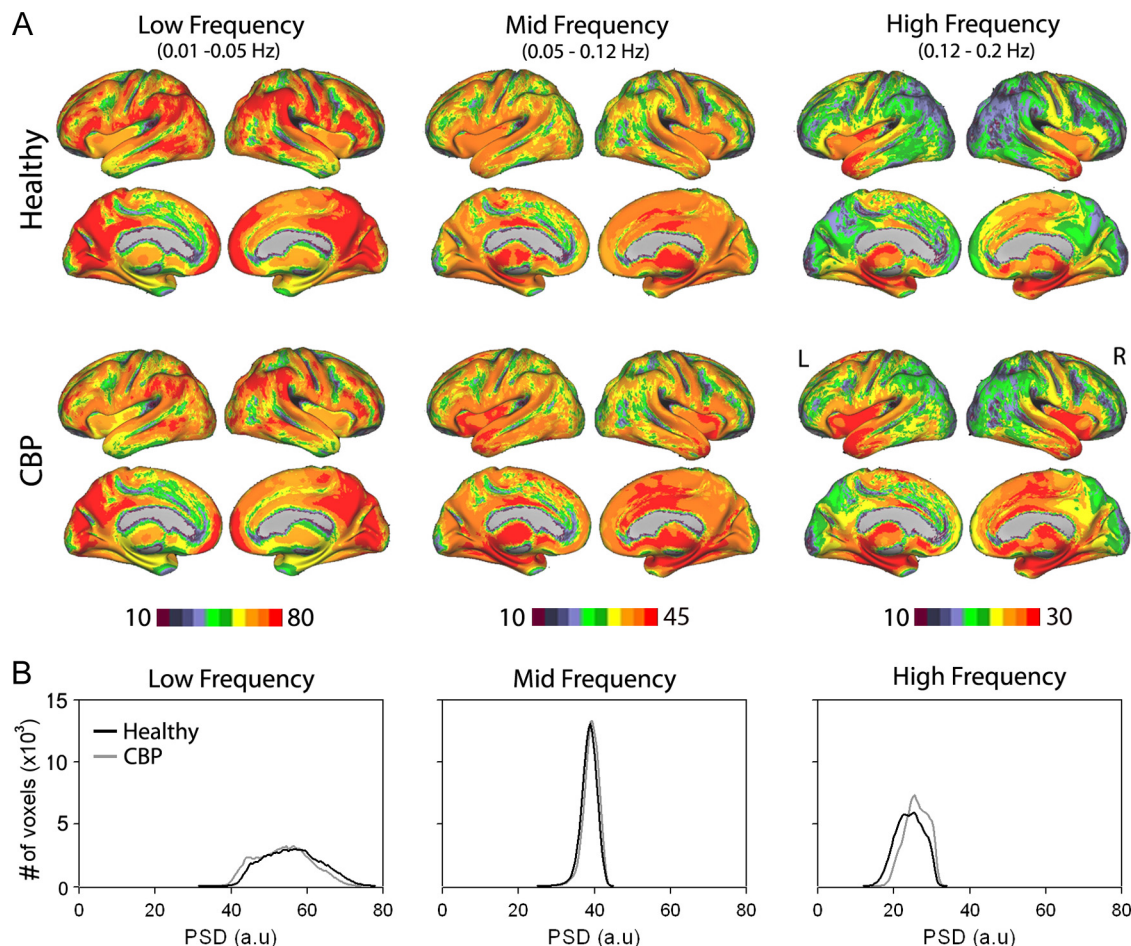 A
Low Frequency
(0.01 -0.05 Hz)
Mid Frequency
(0.05 - 0.12 Hz)
High Frequency
(0.12 - 0.2 Hz)
Healthy
CBP
L
R
10 80
10 45
10 30
B
Low Frequency
Mid Frequency
High Frequency
# of voxels (x10³)
15
10
5
0
Healthy
CBP
0 20 40 60 80
0 20 40 60 80
0 20 40 60 80
PSD (a.u)
PSD (a.u)
PSD (a.u)